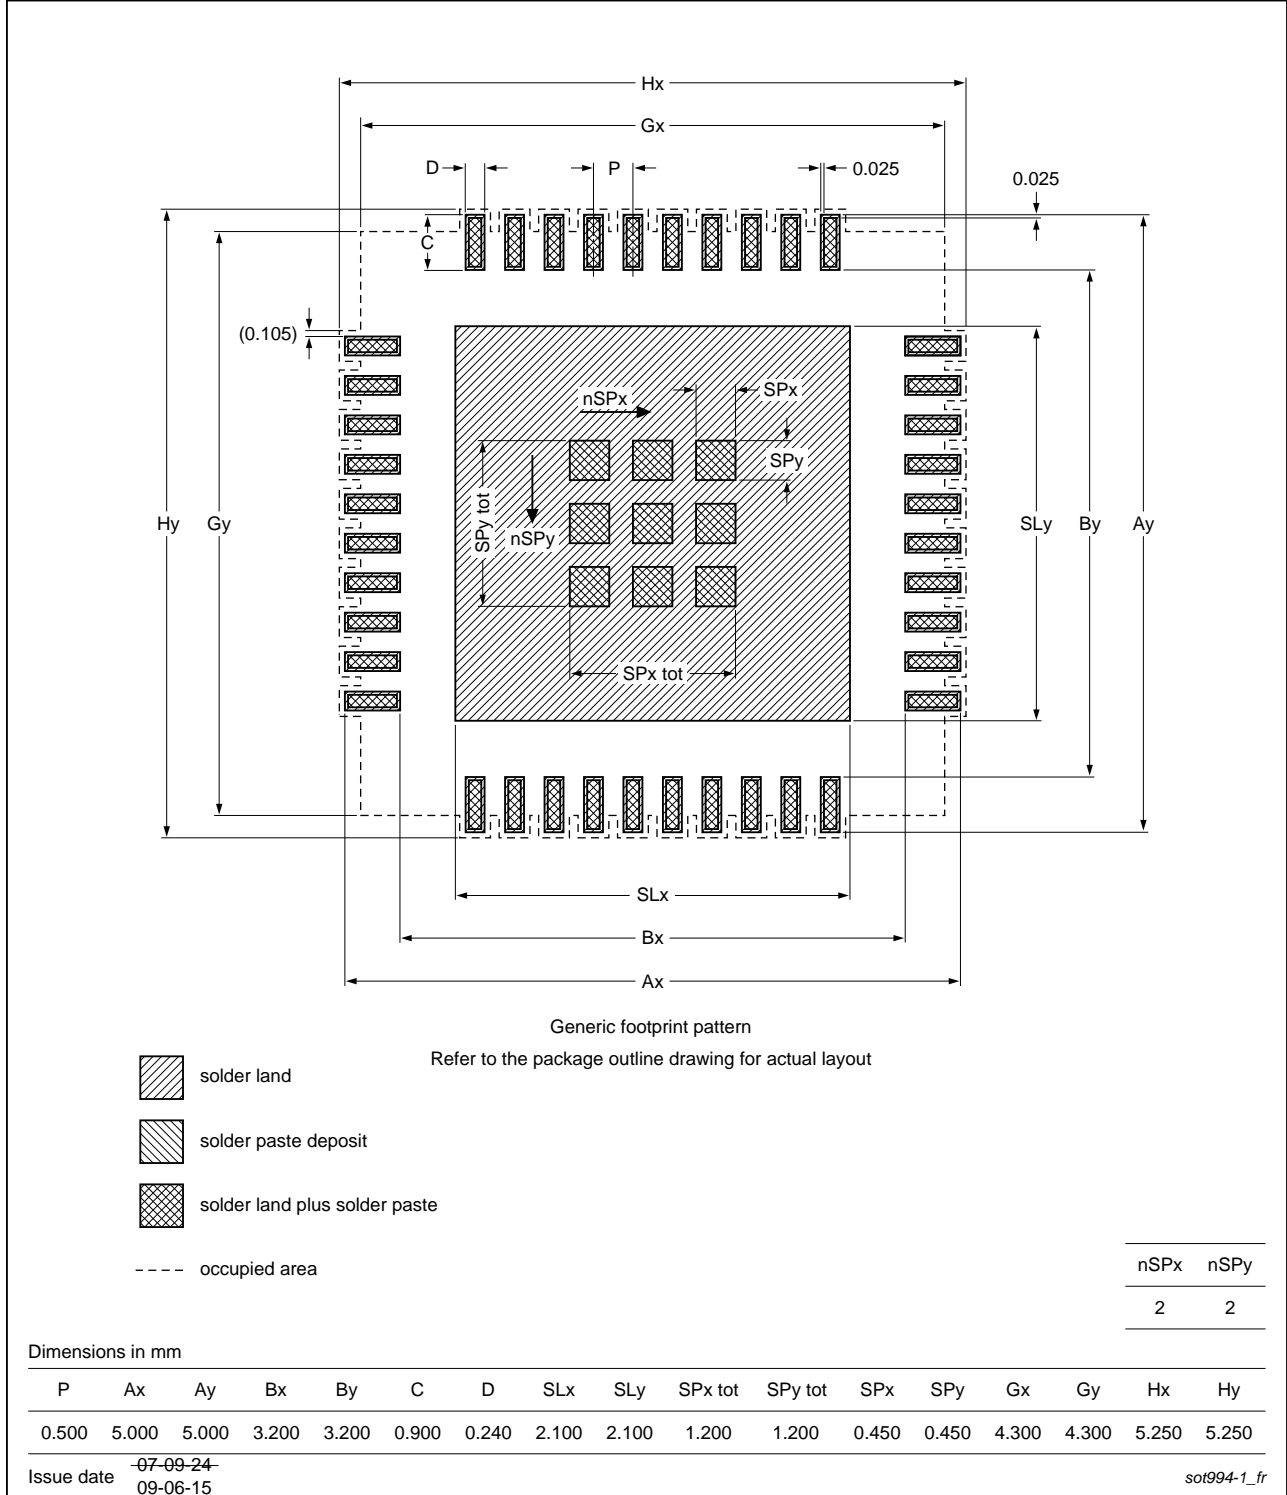 Hx
Gx
D
P
0.025
0.025
C
(0.105)
nSPx
SPx
SPy
SPy tot
nSPy
Hy
Gy
SLy
By
Ay
SPx tot
SLx
Bx
Ax
Generic footprint pattern
Refer to the package outline drawing for actual layout
solder land
solder paste deposit
solder land plus solder paste
occupied area
nSPx nSPy
2 2
Dimensions in mm
P Ax Ay Bx By C D SLx SLy SPx tot SPy tot SPx SPy Gx Gy Hx Hy
0.500 5.000 5.000 3.200 3.200 0.900 0.240 2.100 2.100 1.200 1.200 0.450 0.450 4.300 4.300 5.250 5.250
Issue date 07-09-24
09-06-15
sot994-1_fr